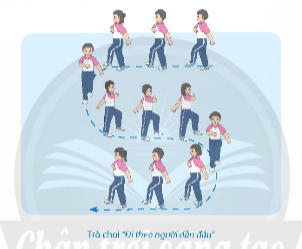 Trò chơi "Đi theo người dẫn đầu"
Chân trời sáng tạo